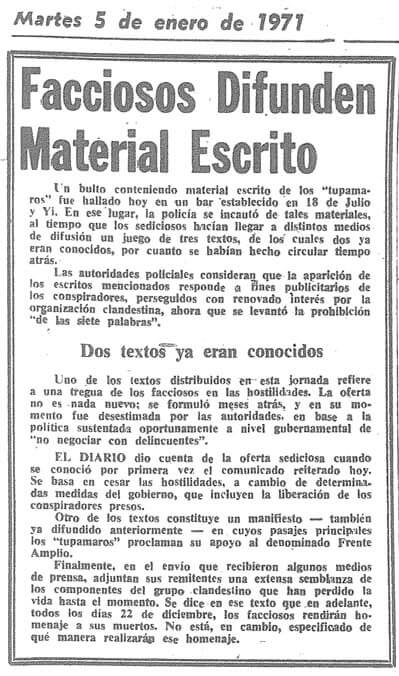 Martes 5 de enero de 1971
Facciosos Difunden
Material Escrito
Un bulto conteniendo material escrito de los "tupama-
ros" fue hallado hoy en un bar establecido en 18 de Julio
y Yi. En ese lugar, la policía se incautó de tales materiales,
al tiempo que los sediciosos hacían llegar a distintos medios
de difusión un juego de tres textos, de los cuales dos ya
eran conocidos, por cuanto se habían hecho circular tiempo
atrás.
Las autoridades policiales consideran que la aparición de
los escritos mencionados responde a fines publicitarios de
los conspiradores, perseguidos con renovado interés por la
organización clandestina, ahora que se levantó la prohibición
"de las siete palabras".
Dos textos ya eran conocidos
Uno de los textos distribuidos en esta jornada refiere
a una tregua de los facciosos en las hostilidades. La oferta
no es nada nuevo; se formuló meses atrás, y en su mo-
mento fue desestimada por las autoridades, en base a la
política sustentada oportunamente a nivel gubernamental de
"no negociar con delincuentes".
EL DIARIO dio cuenta de la oferta sediciosa cuando
se conoció por primera vez el comunicado reiterado hoy.
Se basa en cesar las hostilidades, a cambio de determina-
das medidas del gobierno, que incluyen la liberación de los
conspiradores presos.
Otro de los textos constituye un manifiesto — también
ya difundido anteriormente — en cuyos pasajes principales
los "tupamaros" proclaman su apoyo al denominado Frente
Amplio.
Finalmente, en el envío que recibieron algunos medios
de prensa, adjuntan sus remitentes una extensa semblanza
de los componentes del grupo clandestino que han perdido la
vida hasta el momento. Se dice en ese texto que en adelante,
todos los días 22 de diciembre, los facciosos rendirán ho-
menaje a sus muertos. No está, en cambio, especificado de
qué manera realizarán ese homenaje.